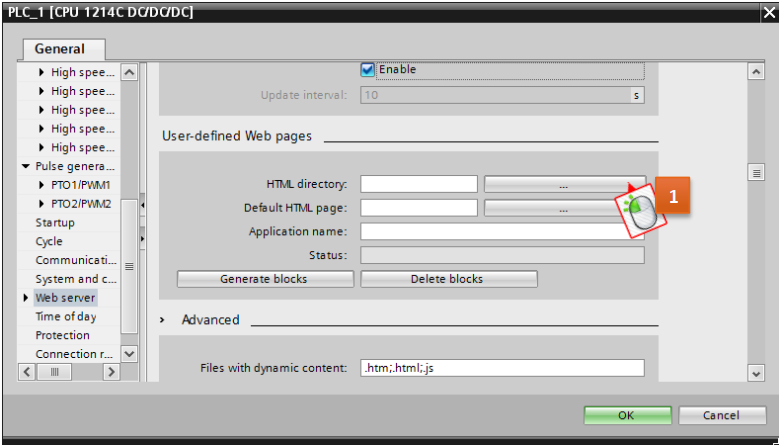 PLC_1 [CPU 1214C DC/DC/DC]
General
High spee...
High spee...
High spee...
High spee...
High spee...
Pulse genera...
PTO1/PWM1
PTO2/PWM2
Startup
Cycle
Communicati...
System and c...
Web server
Time of day
Protection
Connection r...
Enable
Update interval: 10 s
User-defined Web pages
HTML directory: ...
Default HTML page: ...
1
Application name:
Status:
Generate blocks Delete blocks
Advanced
Files with dynamic content: .htm;.html;.js
OK Cancel